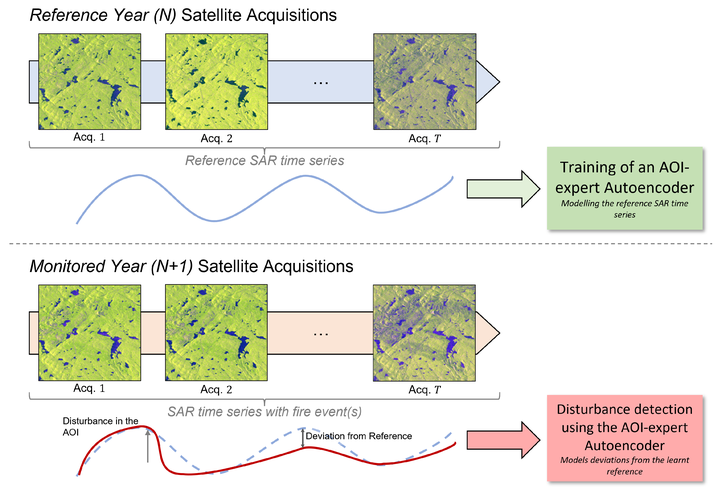 Reference Year (N) Satellite Acquisitions
...
Acq. 1
Acq. 2
Acq. T
Reference SAR time series
Training of an AOI-
expert Autoencoder
Modelling the reference SAR time
series
Monitored Year (N+1) Satellite Acquisitions
...
Acq. 1
Acq. 2
Acq. T
SAR time series with fire event(s)
Disturbance in the
AOI
Deviation from Reference
Disturbance detection
using the AOI-expert
Autoencoder
Models deviations from the learnt
reference